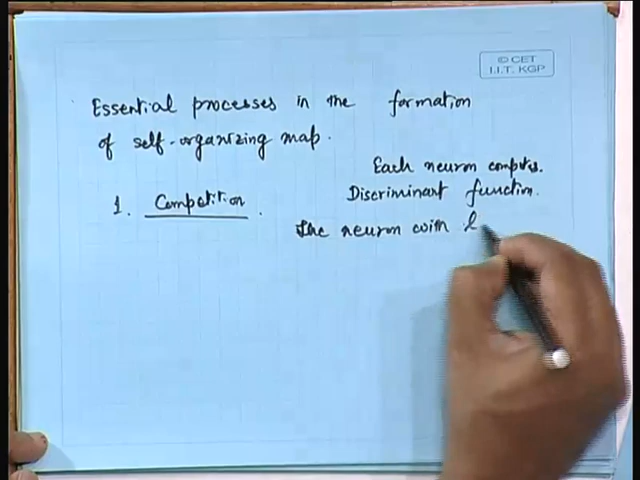 © CET
I.I.T. KGP
Essential processes in the formation
of self-organizing map.
Each neuron computes.
1. Competition.
Discriminant function.
The neuron with l